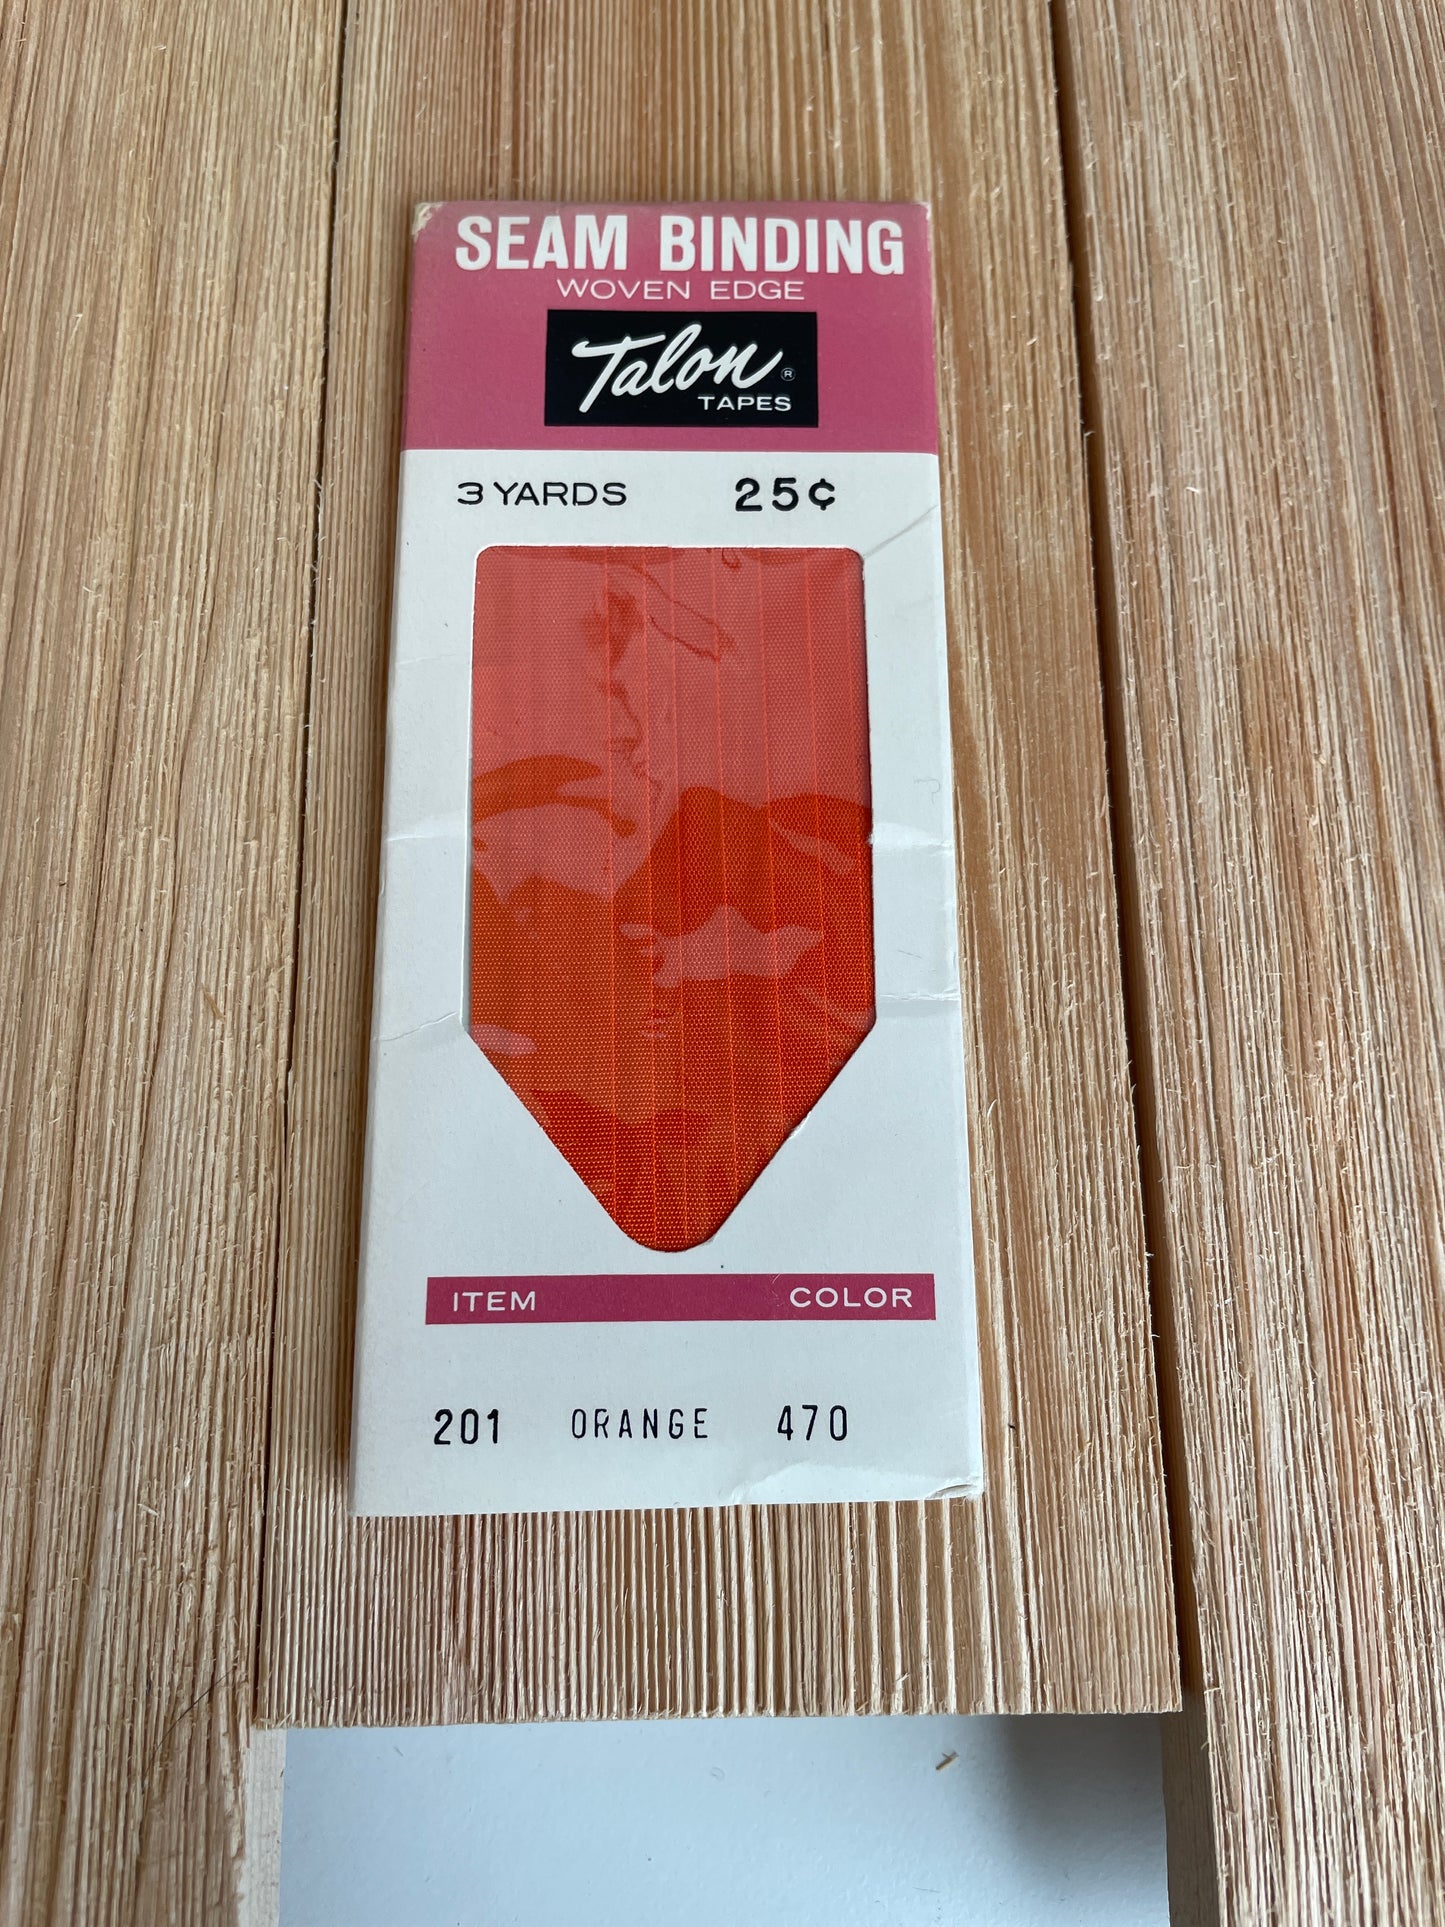 SEAM BINDING
WOVEN EDGE
Talon ®
TAPES
3 YARDS 25¢
ITEM COLOR
201 ORANGE 470